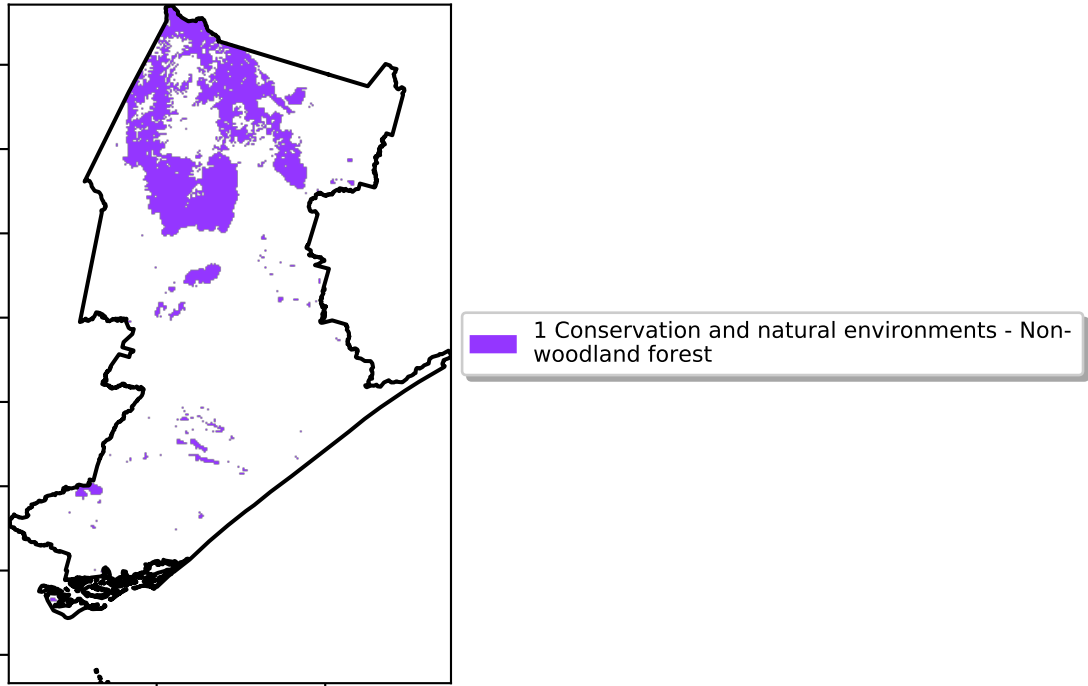 1 Conservation and natural environments - Non-
woodland forest